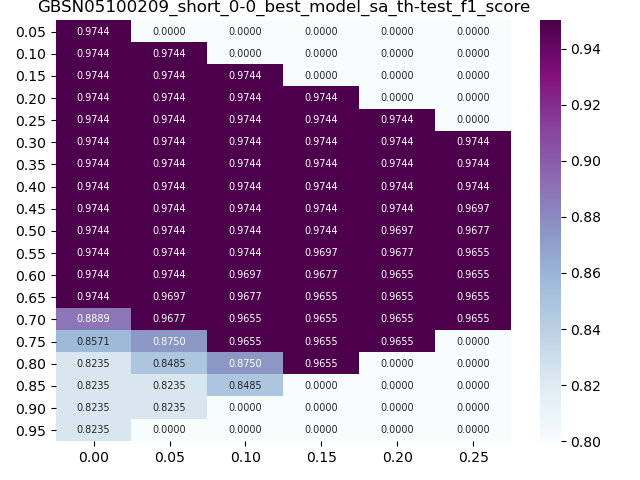 GBSN05100209_short_0-0_best_model_sa_th-test_f1_score
0.05 0.9744 0.0000 0.0000 0.0000 0.0000 0.0000
0.10 0.9744 0.9744 0.0000 0.0000 0.0000 0.0000
0.15 0.9744 0.9744 0.9744 0.0000 0.0000 0.0000
0.20 0.9744 0.9744 0.9744 0.9744 0.0000 0.0000
0.25 0.9744 0.9744 0.9744 0.9744 0.9744 0.0000
0.30 0.9744 0.9744 0.9744 0.9744 0.9744 0.9744
0.35 0.9744 0.9744 0.9744 0.9744 0.9744 0.9744
0.40 0.9744 0.9744 0.9744 0.9744 0.9744 0.9744
0.45 0.9744 0.9744 0.9744 0.9744 0.9744 0.9697
0.50 0.9744 0.9744 0.9744 0.9744 0.9697 0.9677
0.55 0.9744 0.9744 0.9744 0.9697 0.9677 0.9655
0.60 0.9744 0.9744 0.9697 0.9677 0.9655 0.9655
0.65 0.9744 0.9697 0.9677 0.9655 0.9655 0.9655
0.70 0.8889 0.9677 0.9655 0.9655 0.9655 0.9655
0.75 0.8571 0.8750 0.9655 0.9655 0.9655 0.0000
0.80 0.8235 0.8485 0.8750 0.9655 0.0000 0.0000
0.85 0.8235 0.8235 0.8485 0.0000 0.0000 0.0000
0.90 0.8235 0.8235 0.0000 0.0000 0.0000 0.0000
0.95 0.8235 0.0000 0.0000 0.0000 0.0000 0.0000
0.00 0.05 0.10 0.15 0.20 0.25
0.94
0.92
0.90
0.88
0.86
0.84
0.82
0.80